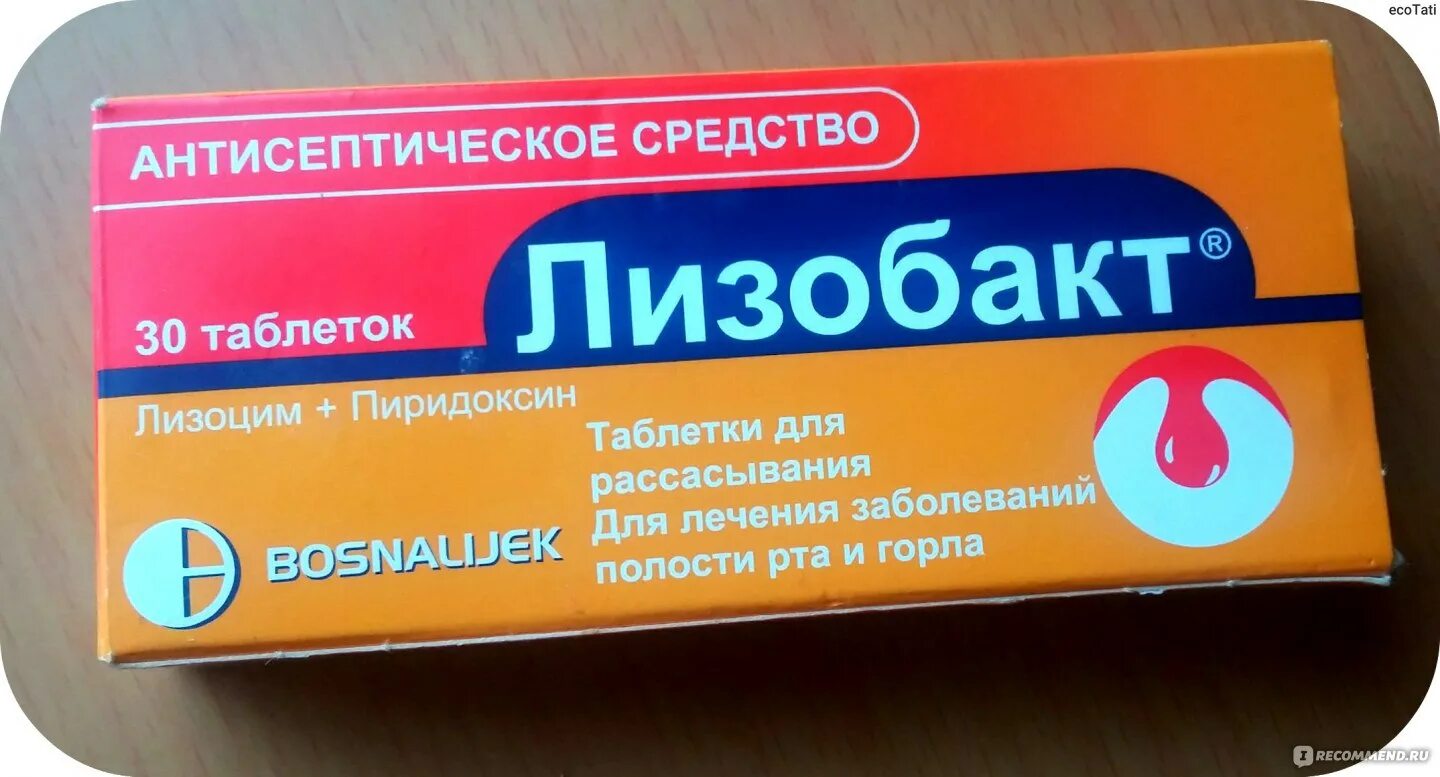 ecoTati
АНТИСЕПТИЧЕСКОЕ СРЕДСТВО
Лизобакт®
30 таблеток
Лизоцим + Пиридоксин
Таблетки для
рассасывания
Для лечения заболеваний
полости рта и горла
BOSNALIJEK
IRECOMMEND.RU